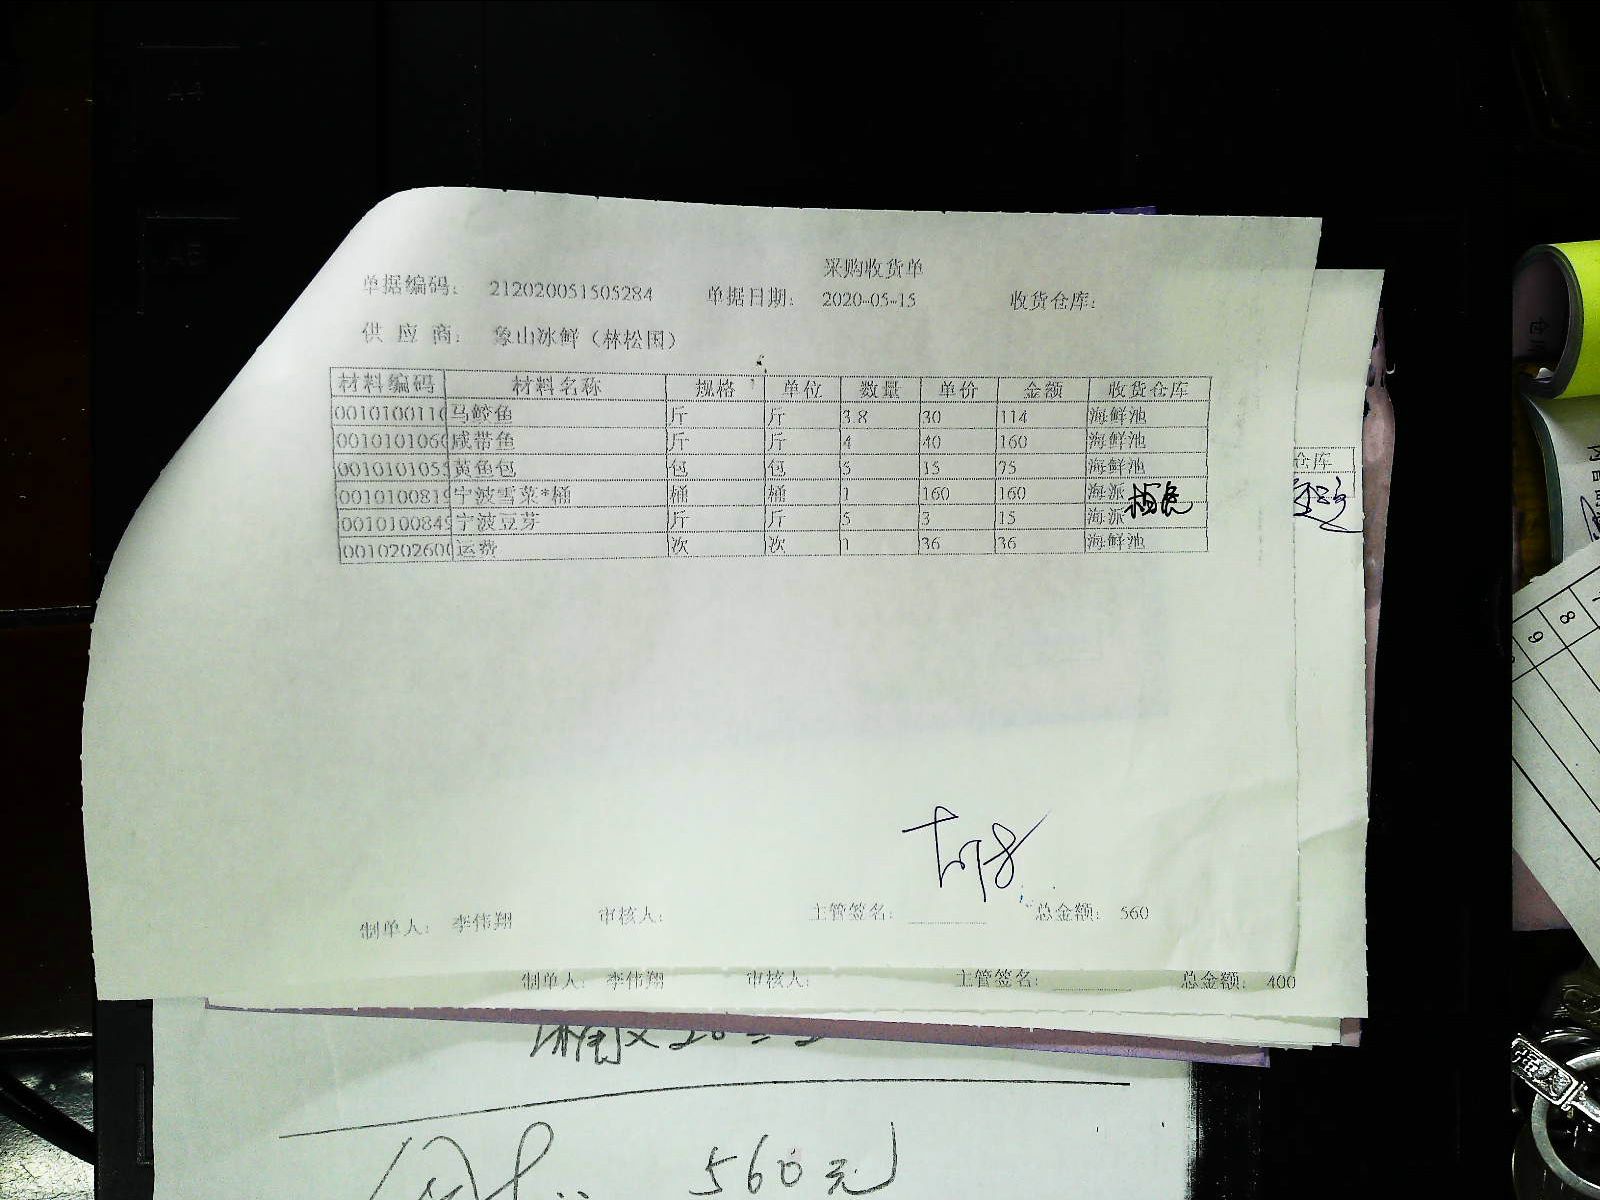 采购收货单
单据编码： 212020051505284 单据日期： 2020-05-15 收货仓库：
供 应 商： 象山冰鲜（林松国）
材料编码 材料名称 规格 单位 数量 单价 金额 收货仓库
0010100110 马鲛鱼 斤 斤 3.8 30 114 海鲜池
0010101060 咸带鱼 斤 斤 4 40 160 海鲜池
0010101055 黄鱼包 包 包 5 15 75 海鲜池
0010100819 宁波雪菜*桶 桶 桶 1 160 160 海派
0010100849 宁波豆芽 斤 斤 5 3 15 海派
0010202600 运费 次 次 1 36 36 海鲜池
仓库
制单人： 李伟翔 审核人： 主管签名： 总金额： 560
制单人： 李伟翔 审核人： 主管签名： 总金额： 400
560元
8
9